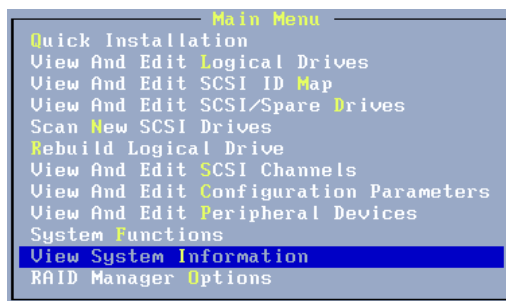 Main Menu
Quick Installation
View And Edit Logical Drives
View And Edit SCSI ID Map
View And Edit SCSI/Spare Drives
Scan New SCSI Drives
Rebuild Logical Drive
View And Edit SCSI Channels
View And Edit Configuration Parameters
View And Edit Peripheral Devices
System Functions
View System Information
RAID Manager Options